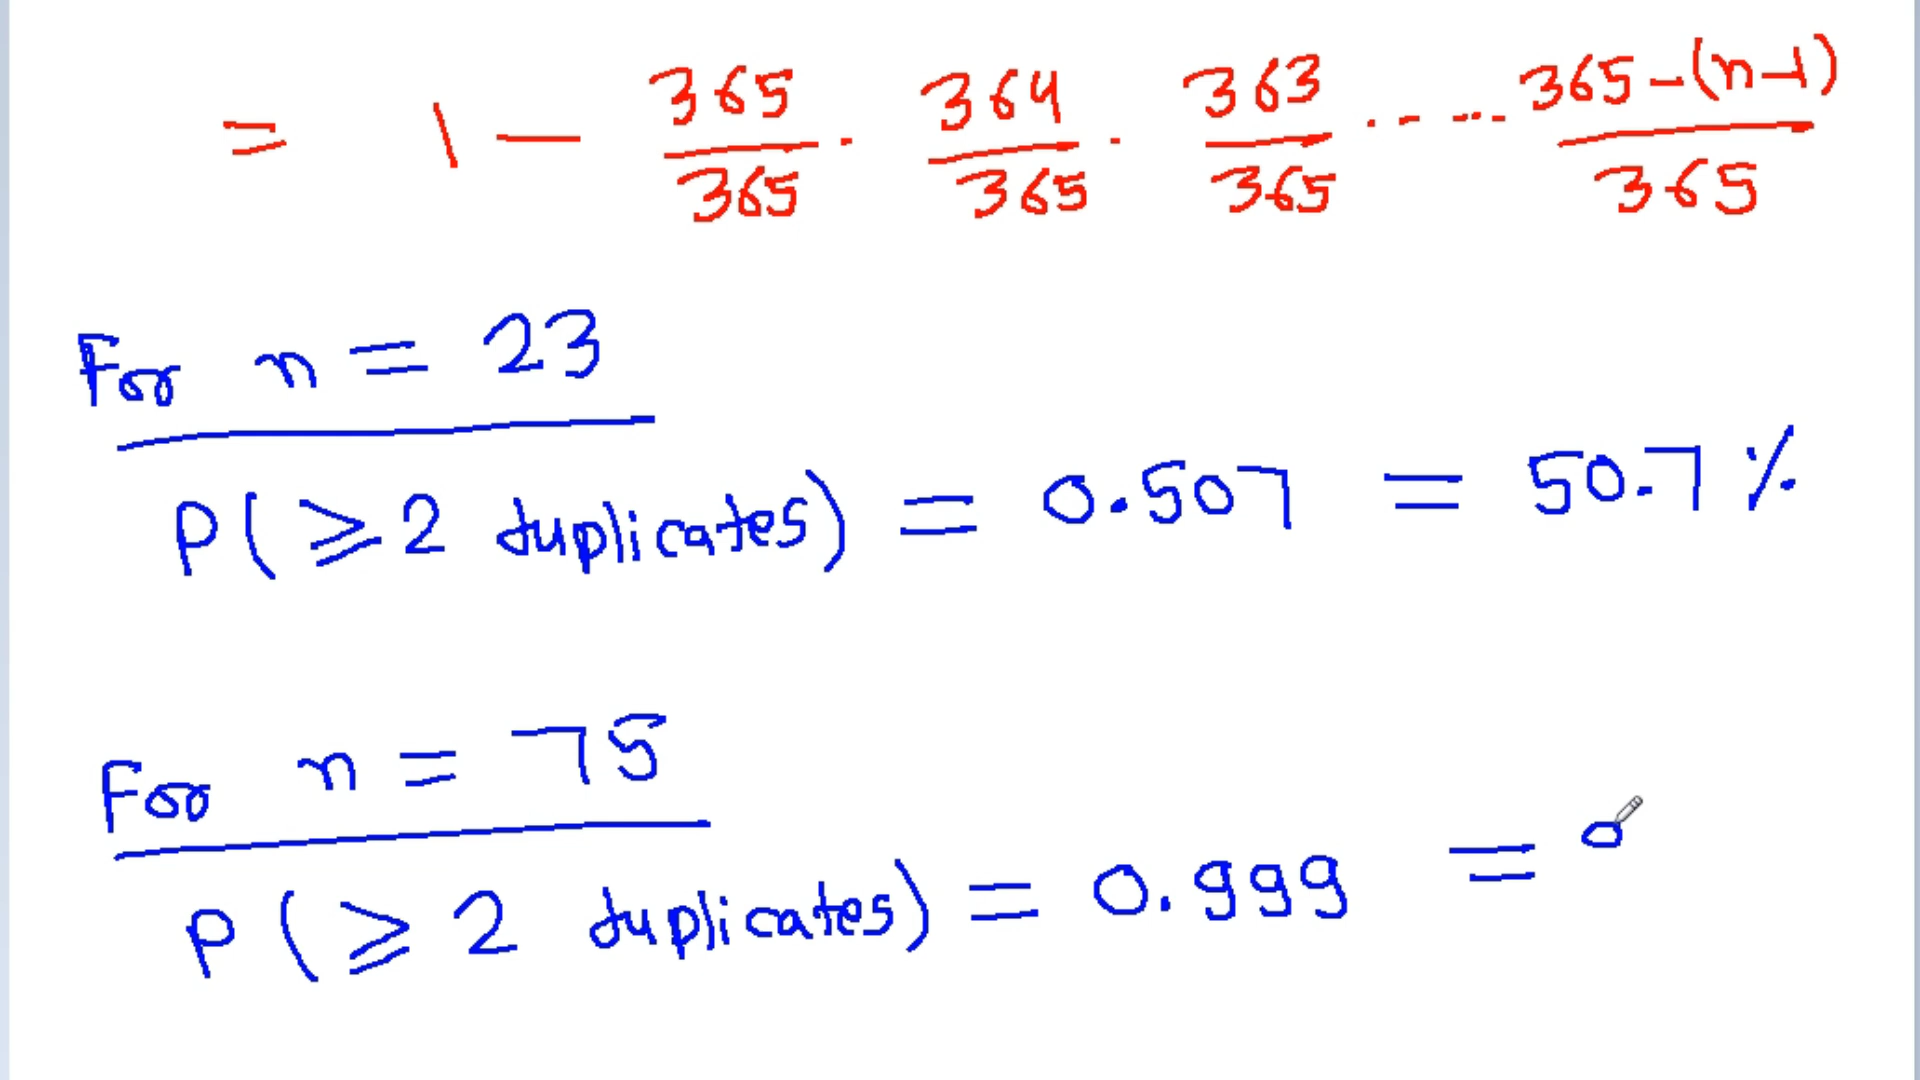 = 1 - 365/365 · 364/365 · 363/365 ...... 365-(n-1)/365
For n = 23
P(≥2 duplicates) = 0.507 = 50.7%
For n = 75
P(≥2 duplicates) = 0.999 =